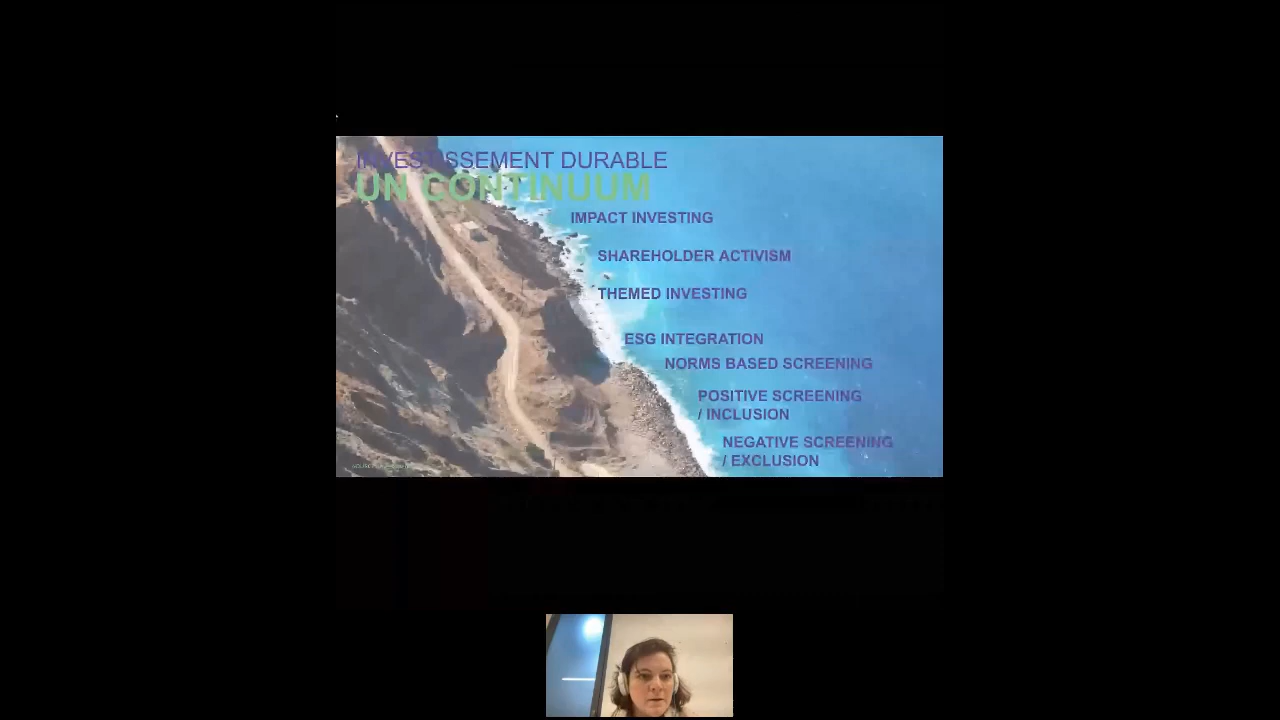 INVESTISSEMENT DURABLE
UN CONTINUUM
IMPACT INVESTING
SHAREHOLDER ACTIVISM
THEMED INVESTING
ESG INTEGRATION
NORMS BASED SCREENING
POSITIVE SCREENING
/ INCLUSION
NEGATIVE SCREENING
/ EXCLUSION